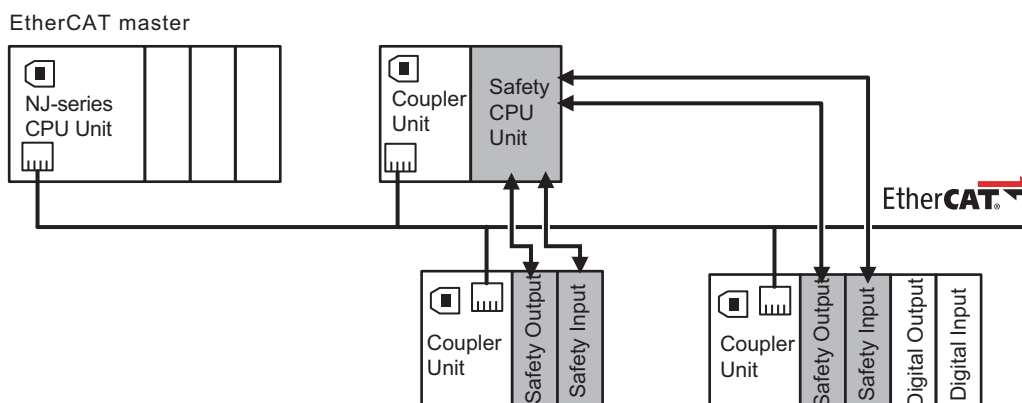 EtherCAT master
NJ-series
CPU Unit
Coupler
Unit
Safety
CPU
Unit
EtherCAT®
Coupler
Unit
Safety Output
Safety Input
Coupler
Unit
Safety Output
Safety Input
Digital Output
Digital Input